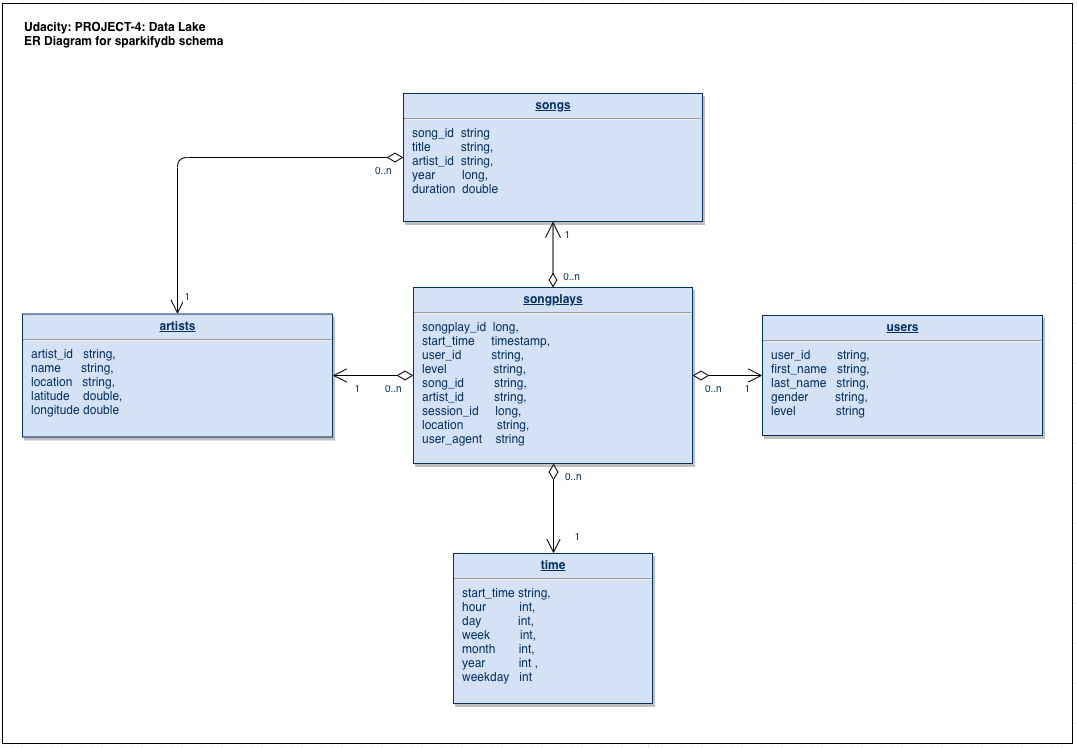 Udacity: PROJECT-4: Data Lake
ER Diagram for sparkifydb schema
songs
song_id string
title string,
artist_id string,
year long,
duration double
0..n
1
0..n
1
songplays
songplay_id long,
start_time timestamp,
user_id string,
level string,
song_id string,
artist_id string,
session_id long,
location string,
user_agent string
artists
artist_id string,
name string,
location string,
latitude double,
longitude double
1 0..n
users
user_id string,
first_name string,
last_name string,
gender string,
level string
0..n 1
0..n
1
time
start_time string,
hour int,
day int,
week int,
month int,
year int ,
weekday int